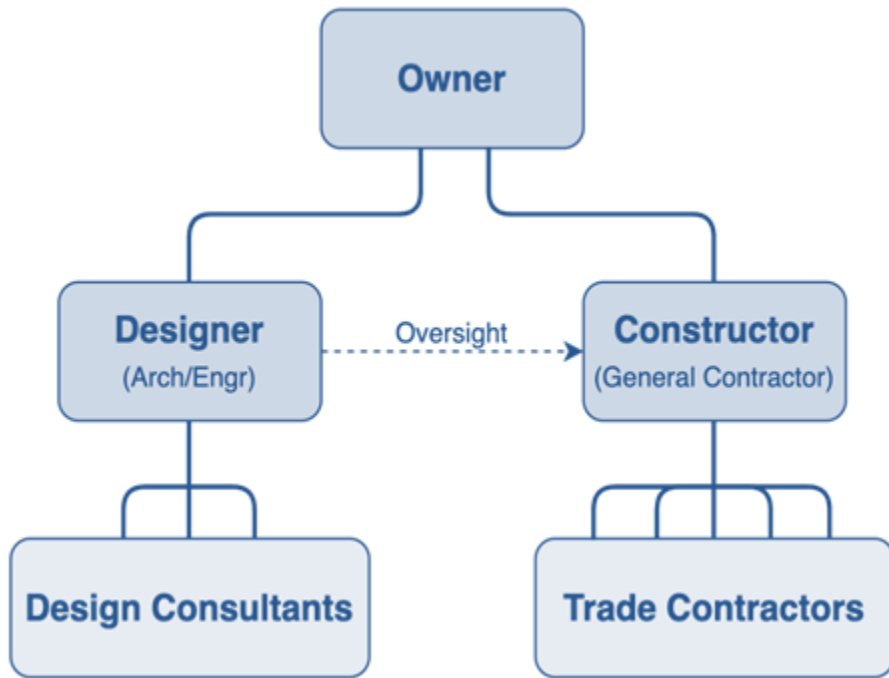 Owner
Designer
(Arch/Engr)
Oversight
Constructor
(General Contractor)
Design Consultants
Trade Contractors